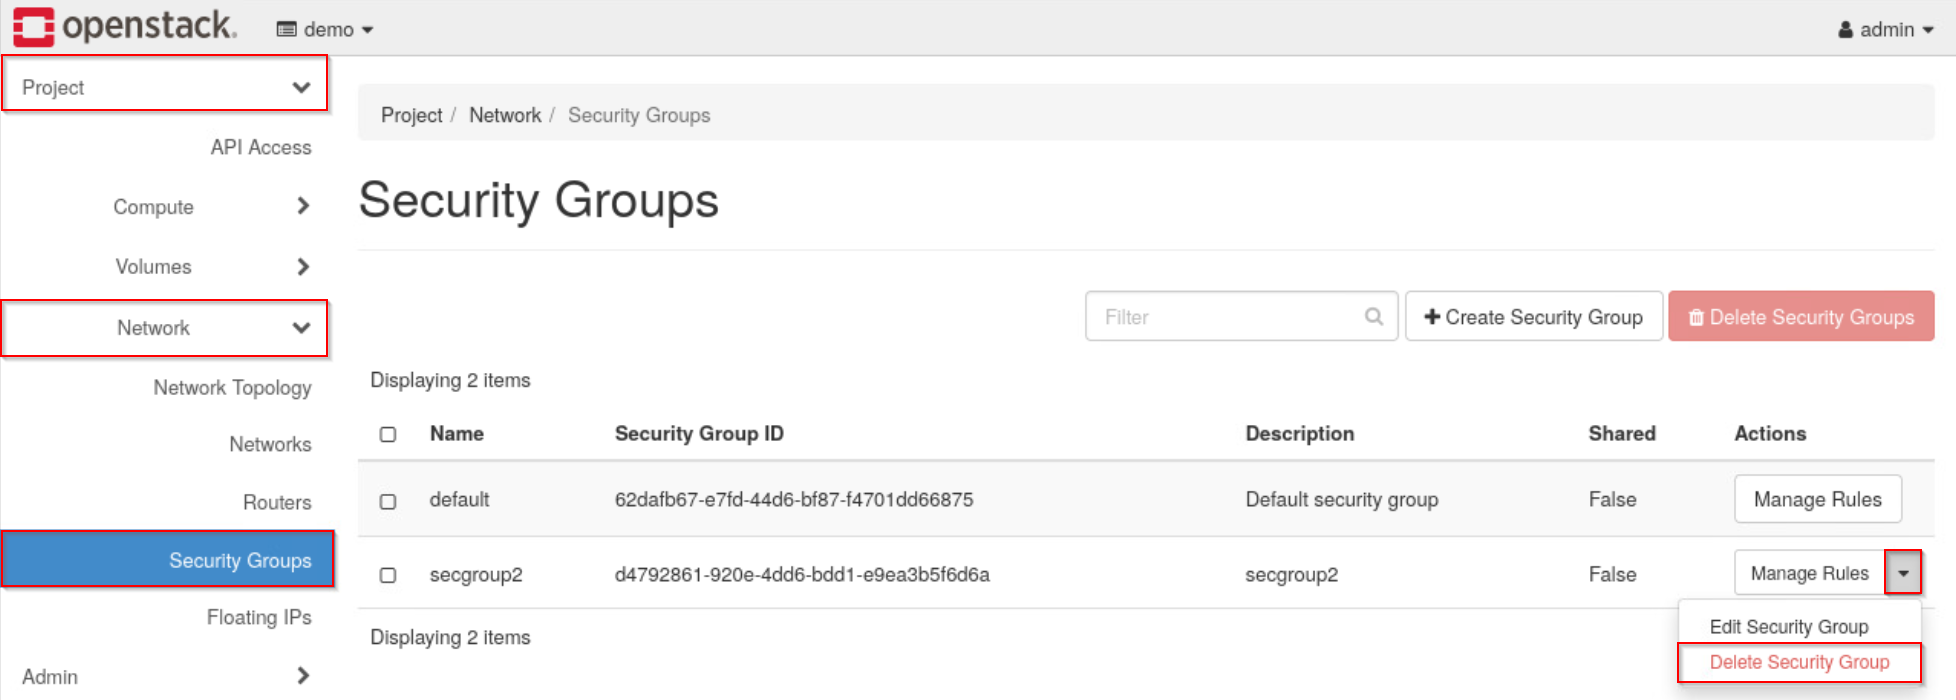 openstack. demo admin
Project
API Access
Compute
Volumes
Network
Network Topology
Networks
Routers
Security Groups
Floating IPs
Admin
Project / Network / Security Groups
Security Groups
Filter Create Security Group Delete Security Groups
Displaying 2 items
Name Security Group ID Description Shared Actions
default 62dafb67-e7fd-44d6-bf87-f4701dd66875 Default security group False Manage Rules
secgroup2 d4792861-920e-4dd6-bdd1-e9ea3b5f6d6a secgroup2 False Manage Rules
Edit Security Group
Delete Security Group
Displaying 2 items